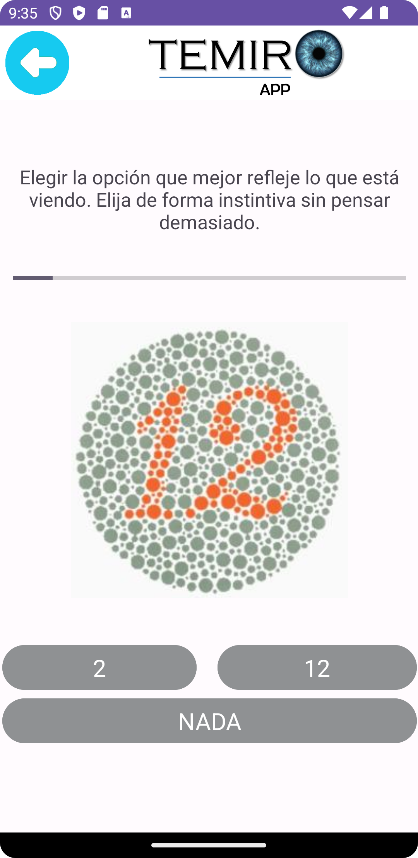 9:35
TEMIR
APP
Elegir la opción que mejor refleje lo que está
viendo. Elija de forma instintiva sin pensar
demasiado.
12
2
12
NADA